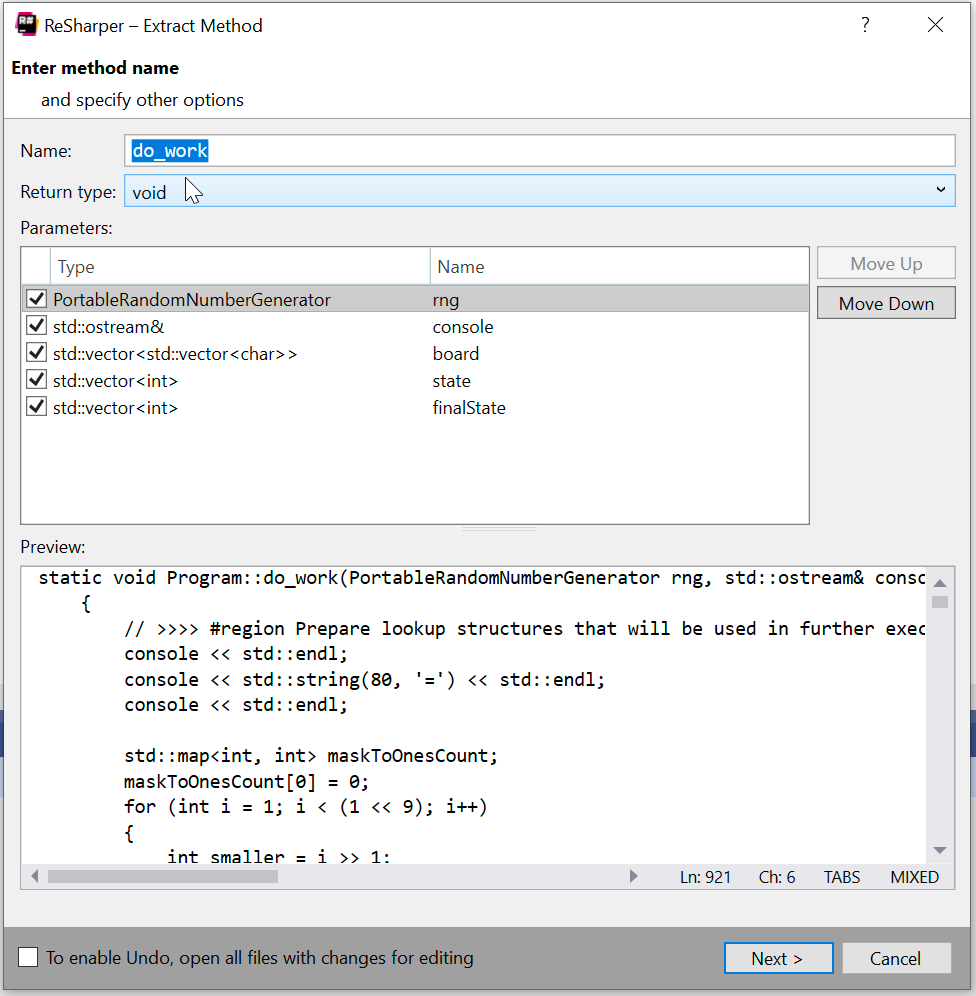 ReSharper – Extract Method
?
Enter method name
and specify other options
Name: do_work
Return type: void
Parameters:
Type Name
PortableRandomNumberGenerator rng
std::ostream& console
std::vector<std::vector<char>> board
std::vector<int> state
std::vector<int> finalState
Move Up
Move Down
Preview:
static void Program::do_work(PortableRandomNumberGenerator rng, std::ostream& consc
{
// >>>> #region Prepare lookup structures that will be used in further exec
console << std::endl;
console << std::string(80, '=') << std::endl;
console << std::endl;
std::map<int, int> maskToOnesCount;
maskToOnesCount[0] = 0;
for (int i = 1; i < (1 << 9); i++)
{
int smaller = i >> 1;
Ln: 921 Ch: 6 TABS MIXED
To enable Undo, open all files with changes for editing
Next > Cancel